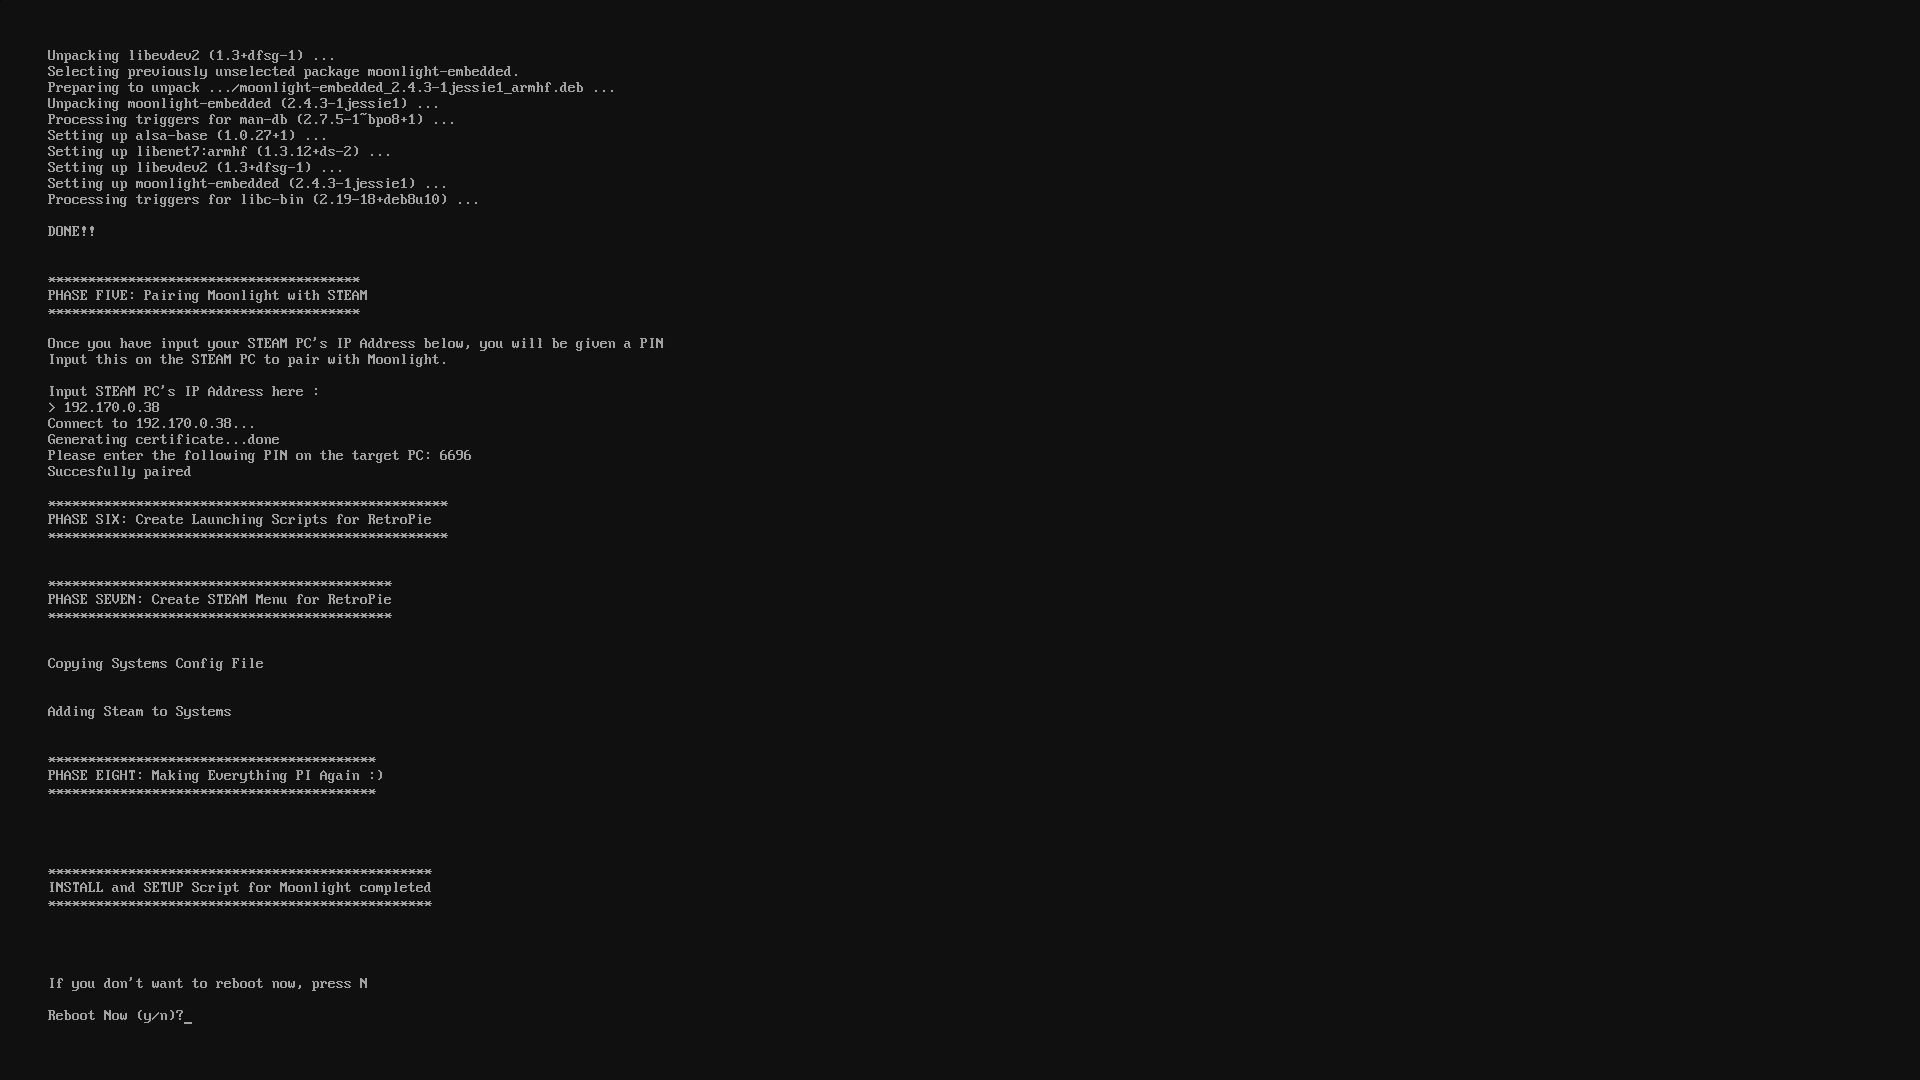 Unpacking libevdev2 (1.3+dfsg-1) ...
Selecting previously unselected package moonlight-embedded.
Preparing to unpack .../moonlight-embedded_2.4.3-1jessie1_armhf.deb ...
Unpacking moonlight-embedded (2.4.3-1jessie1) ...
Processing triggers for man-db (2.7.5-1~bpo8+1) ...
Setting up alsa-base (1.0.27+1) ...
Setting up libenet7:armhf (1.3.12+ds-2) ...
Setting up libevdev2 (1.3+dfsg-1) ...
Setting up moonlight-embedded (2.4.3-1jessie1) ...
Processing triggers for libc-bin (2.19-18+deb8u10) ...
DONE!!
***************************************
PHASE FIVE: Pairing Moonlight with STEAM
***************************************
Once you have input your STEAM PC's IP Address below, you will be given a PIN
Input this on the STEAM PC to pair with Moonlight.
Input STEAM PC's IP Address here :
> 192.170.0.38
Connect to 192.170.0.38...
Generating certificate...done
Please enter the following PIN on the target PC: 6696
Succesfully paired
**************************************************
PHASE SIX: Create Launching Scripts for RetroPie
**************************************************
*******************************************
PHASE SEVEN: Create STEAM Menu for RetroPie
*******************************************
Copying Systems Config File
Adding Steam to Systems
*****************************************
PHASE EIGHT: Making Everything PI Again :)
*****************************************
************************************************
INSTALL and SETUP Script for Moonlight completed
************************************************
If you don't want to reboot now, press N
Reboot Now (y/n)?_